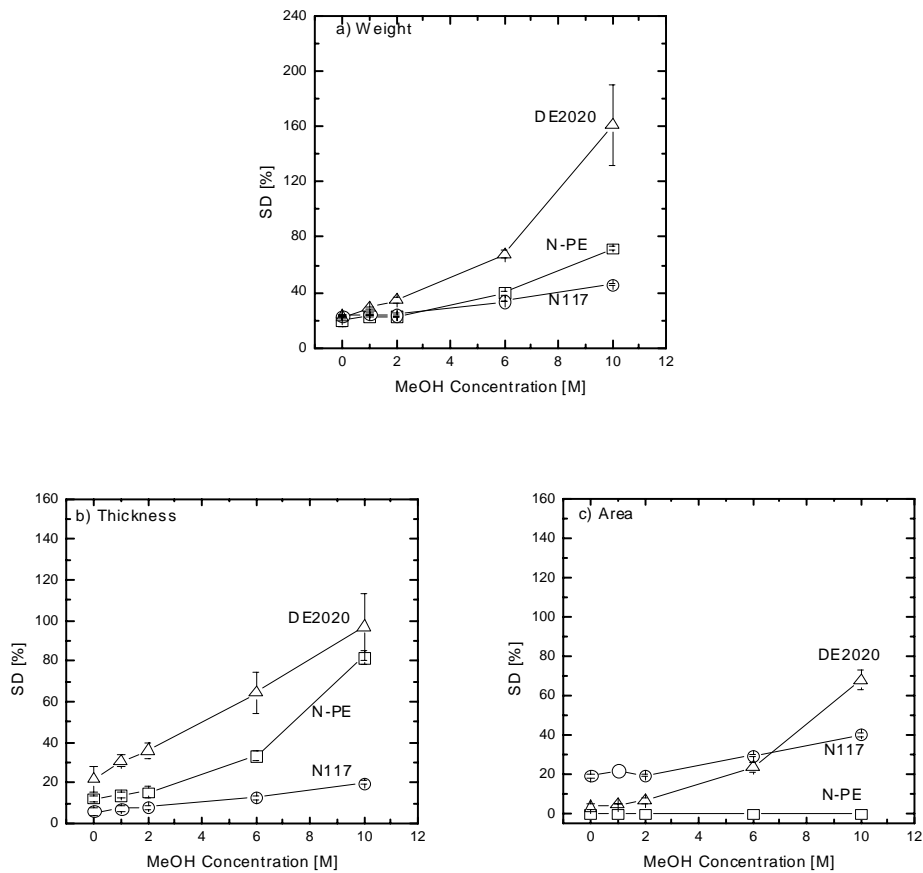 a) Weight
240
200
160
120
80
40
0
SD [%]
DE2020
N-PE
N117
0 2 4 6 8 10 12
MeOH Concentration [M]
b) Thickness
160
140
120
100
80
60
40
20
0
SD [%]
DE2020
N-PE
N117
0 2 4 6 8 10 12
MeOH Concentration [M]
c) Area
160
140
120
100
80
60
40
20
0
SD [%]
DE2020
N117
N-PE
0 2 4 6 8 10 12
MeOH Concentration [M]